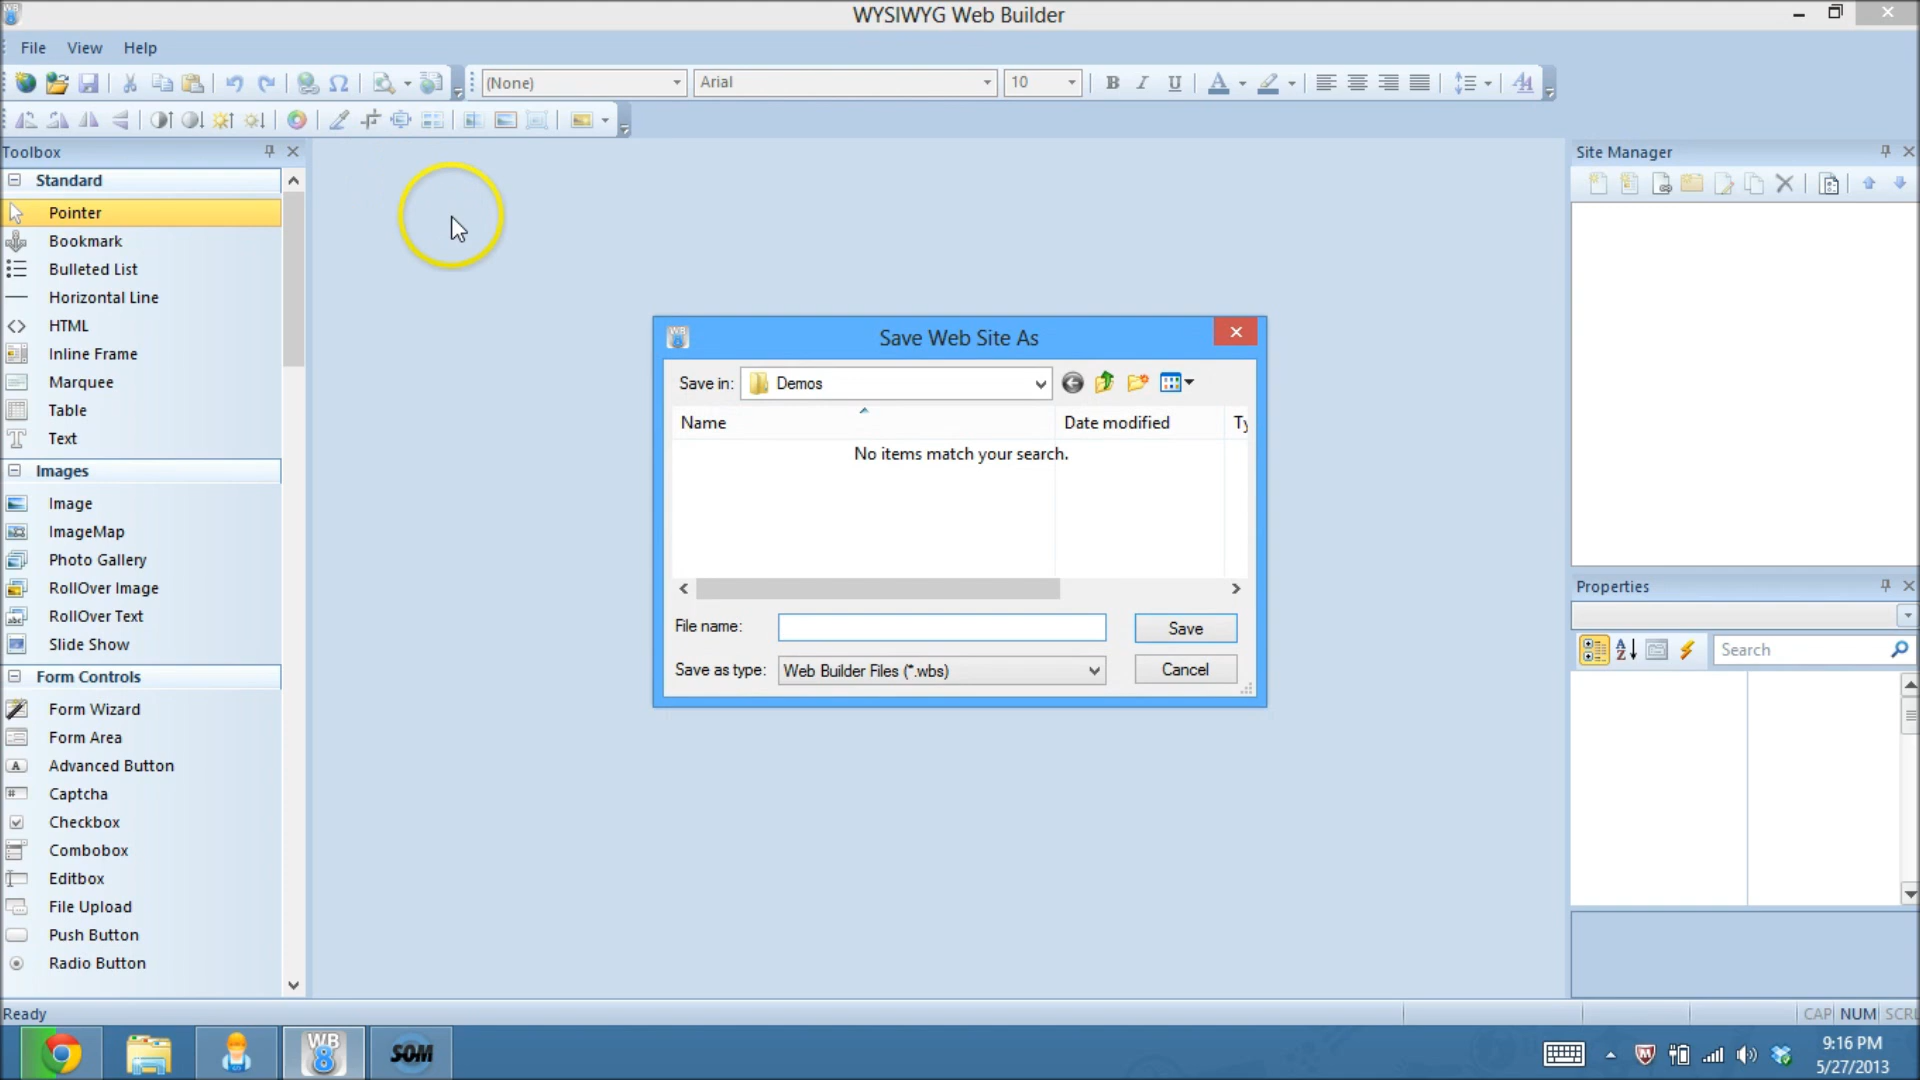 WYSIWYG Web Builder
File View Help
(None) Arial 10 B I U A
Toolbox
Standard
Pointer
Bookmark
Bulleted List
Horizontal Line
HTML
Inline Frame
Marquee
Table
Text
Images
Image
ImageMap
Photo Gallery
RollOver Image
RollOver Text
Slide Show
Form Controls
Form Wizard
Form Area
Advanced Button
Captcha
Checkbox
Combobox
Editbox
File Upload
Push Button
Radio Button
Save Web Site As
Save in: Demos
Name Date modified Ty
No items match your search.
File name: Save
Save as type: Web Builder Files (*.wbs) Cancel
Site Manager
Properties
Search
Ready CAP NUM SCRL
WB 8 SOM
9:16 PM
5/27/2013